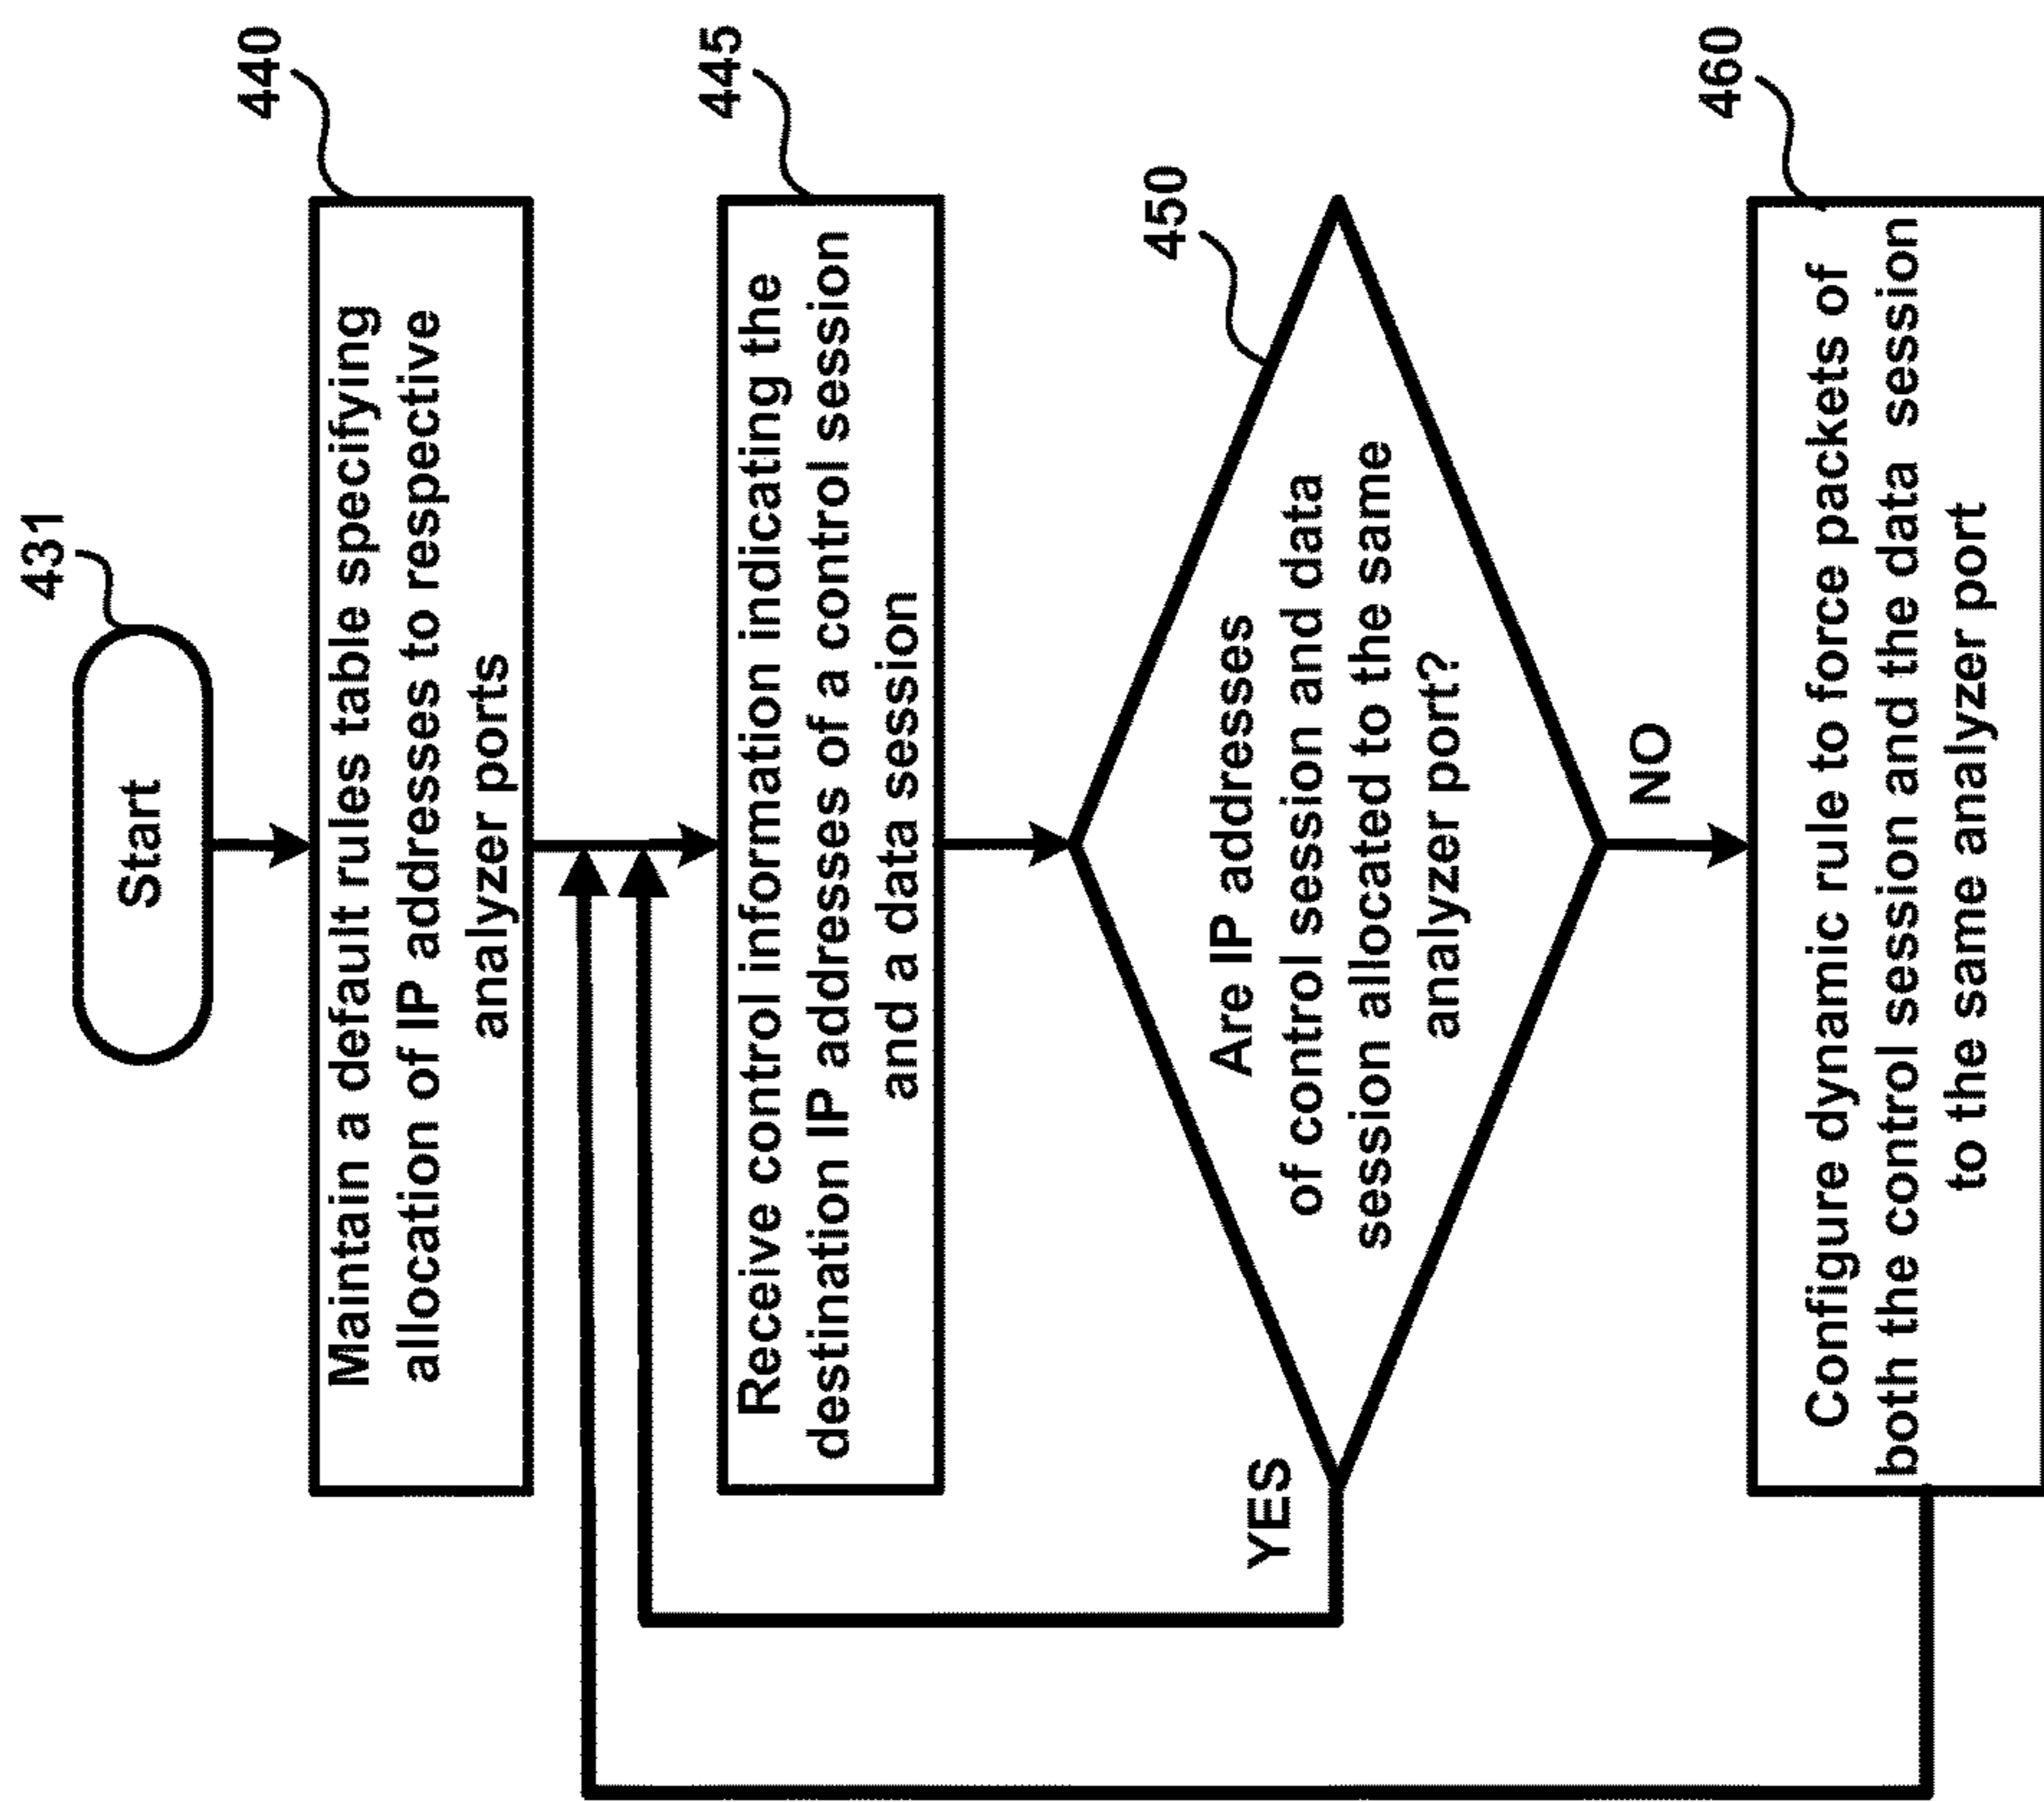 431
Start
440
Maintain a default rules table specifying
allocation of IP addresses to respective
analyzer ports
445
Receive control information indicating the
destination IP addresses of a control session
and a data session
450
Are IP addresses
of control session and data
session allocated to the same
analyzer port?
YES
NO
460
Configure dynamic rule to force packets of
both the control session and the data session
to the same analyzer port